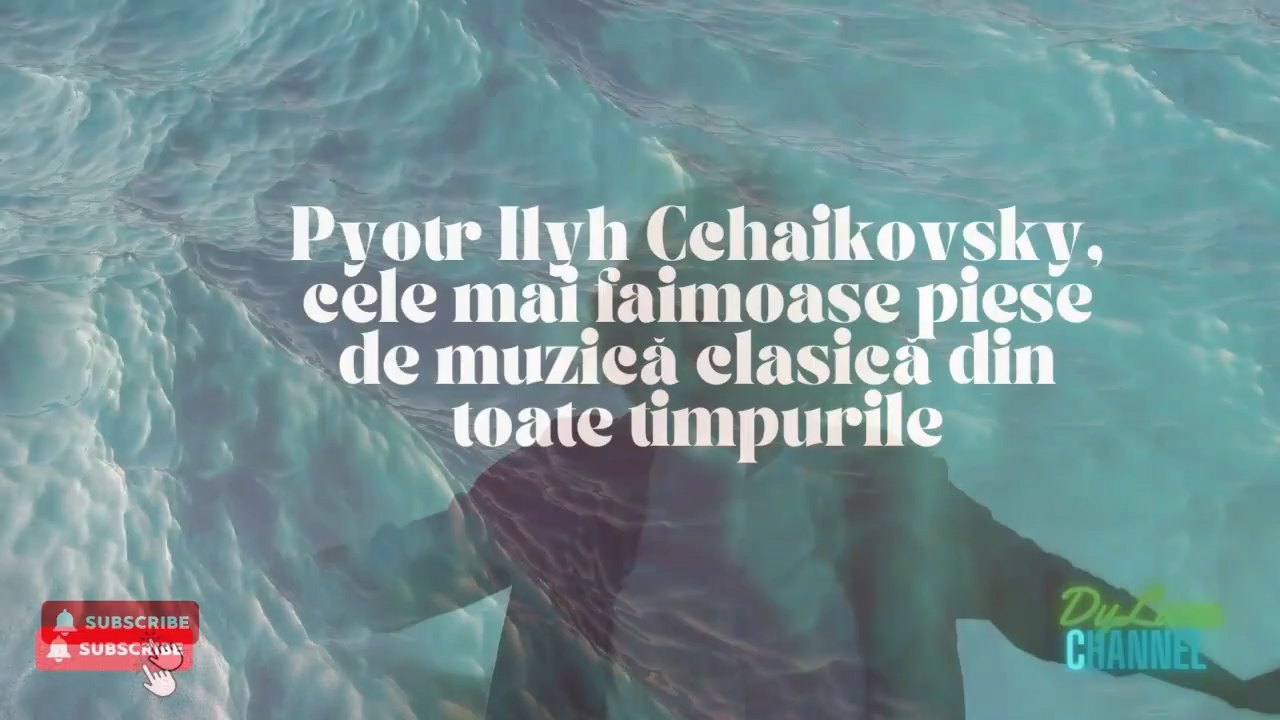 Pyotr Ilyh Cchaikovsky,
cele mai faimoase piese
de muzică clasică din
toate timpurile
SUBSCRIBE
SUBSCRIBE
CHANNEL